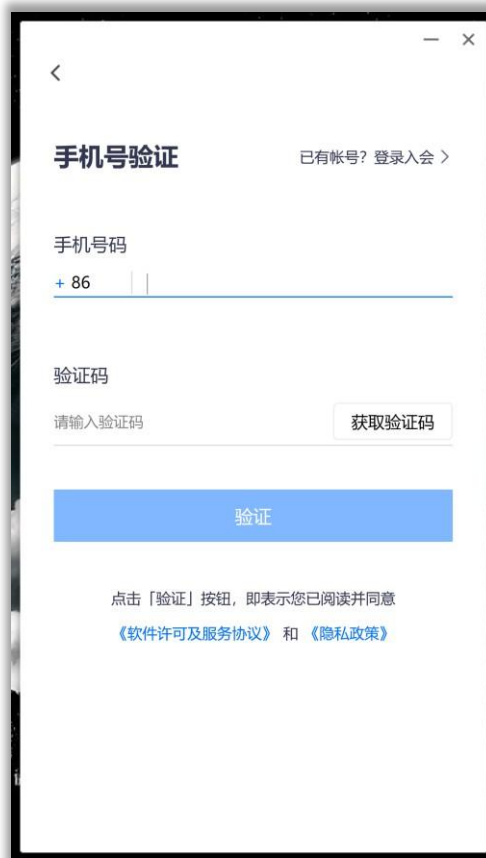 手机号验证
已有帐号？登录入会 >
手机号码
+ 86
验证码
请输入验证码
获取验证码
验证
点击「验证」按钮，即表示您已阅读并同意
《软件许可及服务协议》 和 《隐私政策》